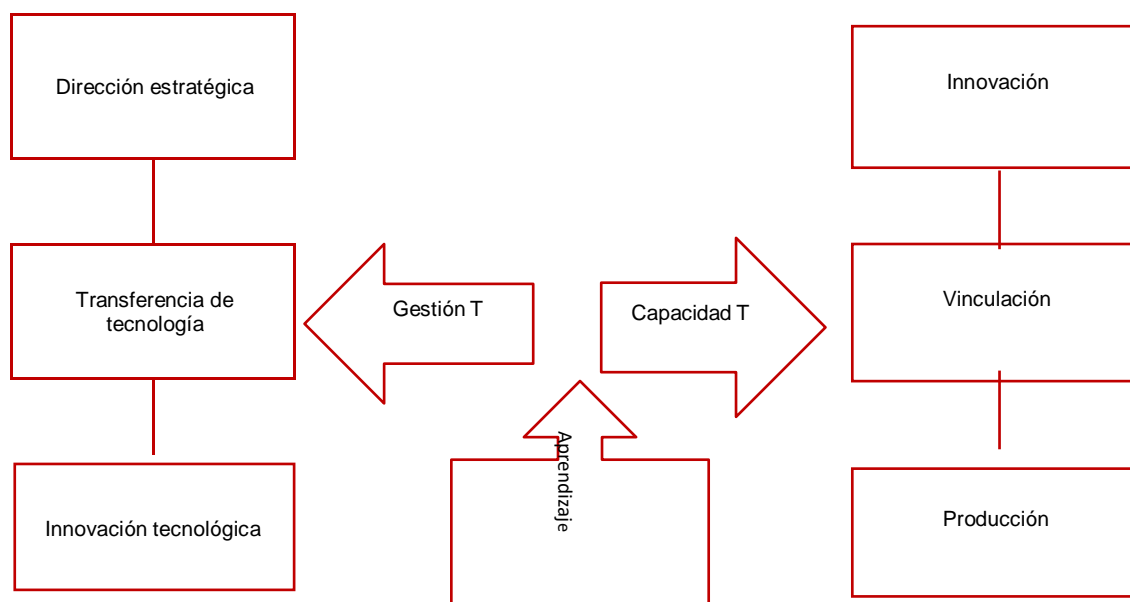 Dirección estratégica
Innovación
Transferencia de
tecnología
Gestión T
Capacidad T
Vinculación
Aprendizaje
Innovación tecnológica
Producción